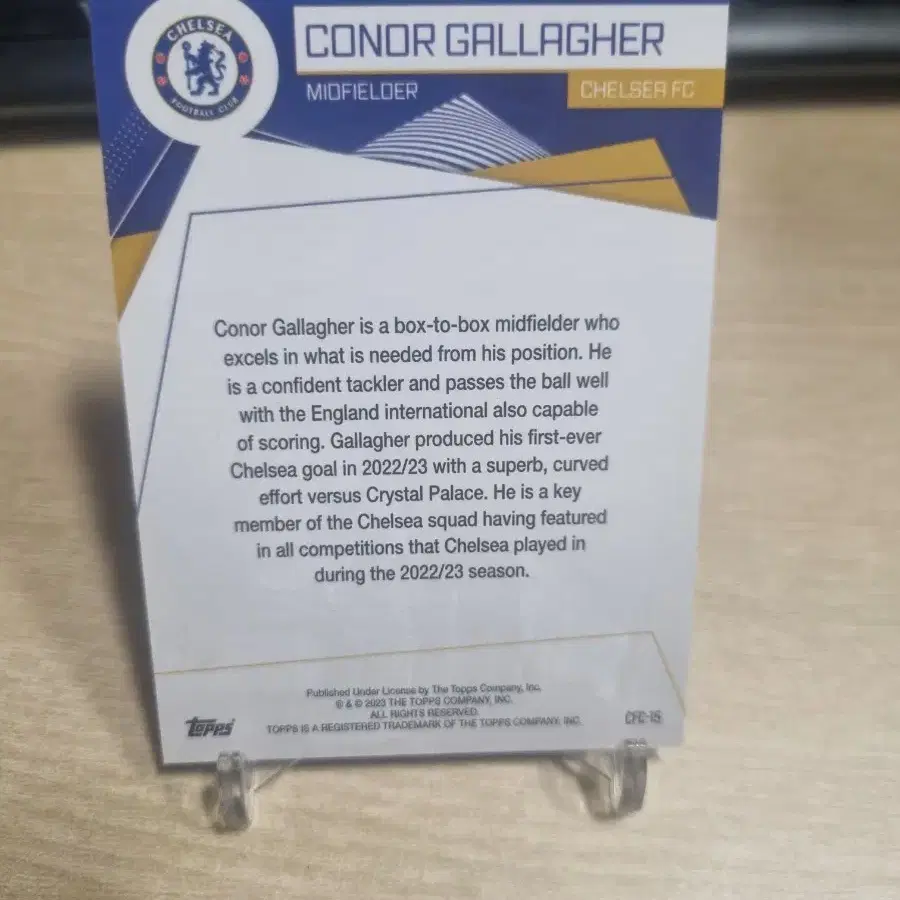 CHELSEA
FOOTBALL CLUB
CONOR GALLAGHER
MIDFIELDER
CHELSEA FC
Conor Gallagher is a box-to-box midfielder who
excels in what is needed from his position. He
is a confident tackler and passes the ball well
with the England international also capable
of scoring. Gallagher produced his first-ever
Chelsea goal in 2022/23 with a superb, curved
effort versus Crystal Palace. He is a key
member of the Chelsea squad having featured
in all competitions that Chelsea played in
during the 2022/23 season.
Published Under License by The Topps Company, Inc.
® & © 2023 THE TOPPS COMPANY, INC.
ALL RIGHTS RESERVED.
TOPPS IS A REGISTERED TRADEMARK OF THE TOPPS COMPANY, INC.
topps
CFC-15